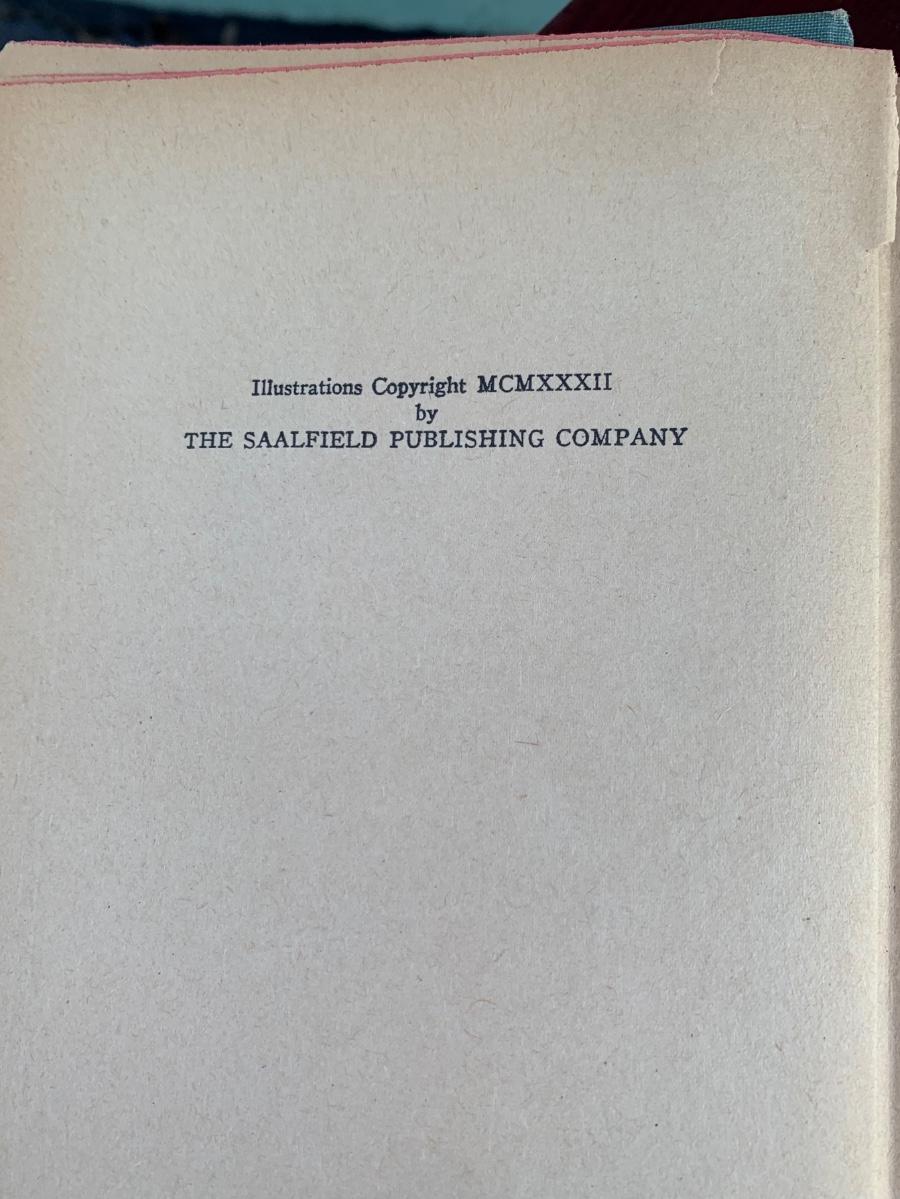 Illustrations Copyright MCMXXXII
by
THE SAALFIELD PUBLISHING COMPANY